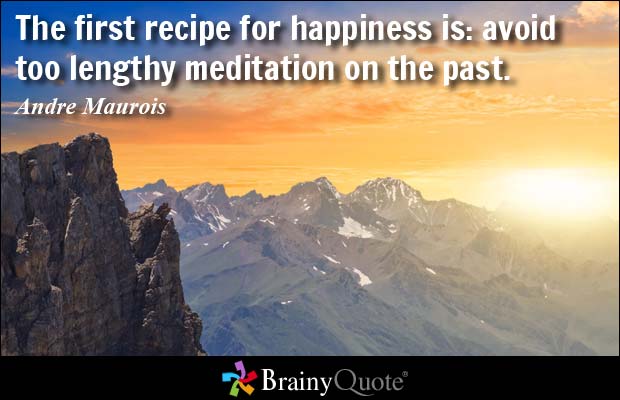 The first recipe for happiness is: avoid
too lengthy meditation on the past.
Andre Maurois
BrainyQuote®